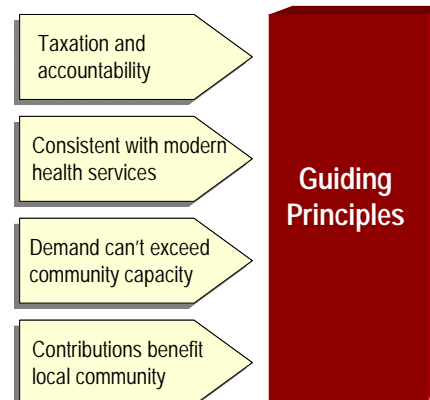 Taxation and
accountability
Consistent with modern
health services
Demand can't exceed
community capacity
Contributions benefit
local community
Guiding
Principles